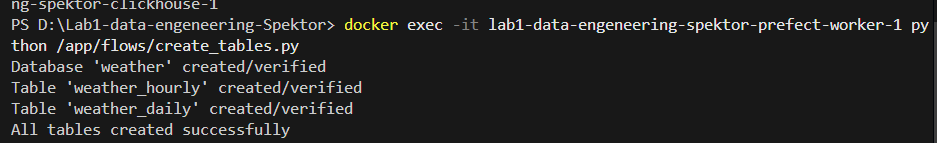 ng-spektor-clickhouse-1
PS D:\Lab1-data-engeneering-Spektor> docker exec -it lab1-data-engeneering-spektor-prefect-worker-1 py
thon /app/flows/create_tables.py
Database 'weather' created/verified
Table 'weather_hourly' created/verified
Table 'weather_daily' created/verified
All tables created successfully